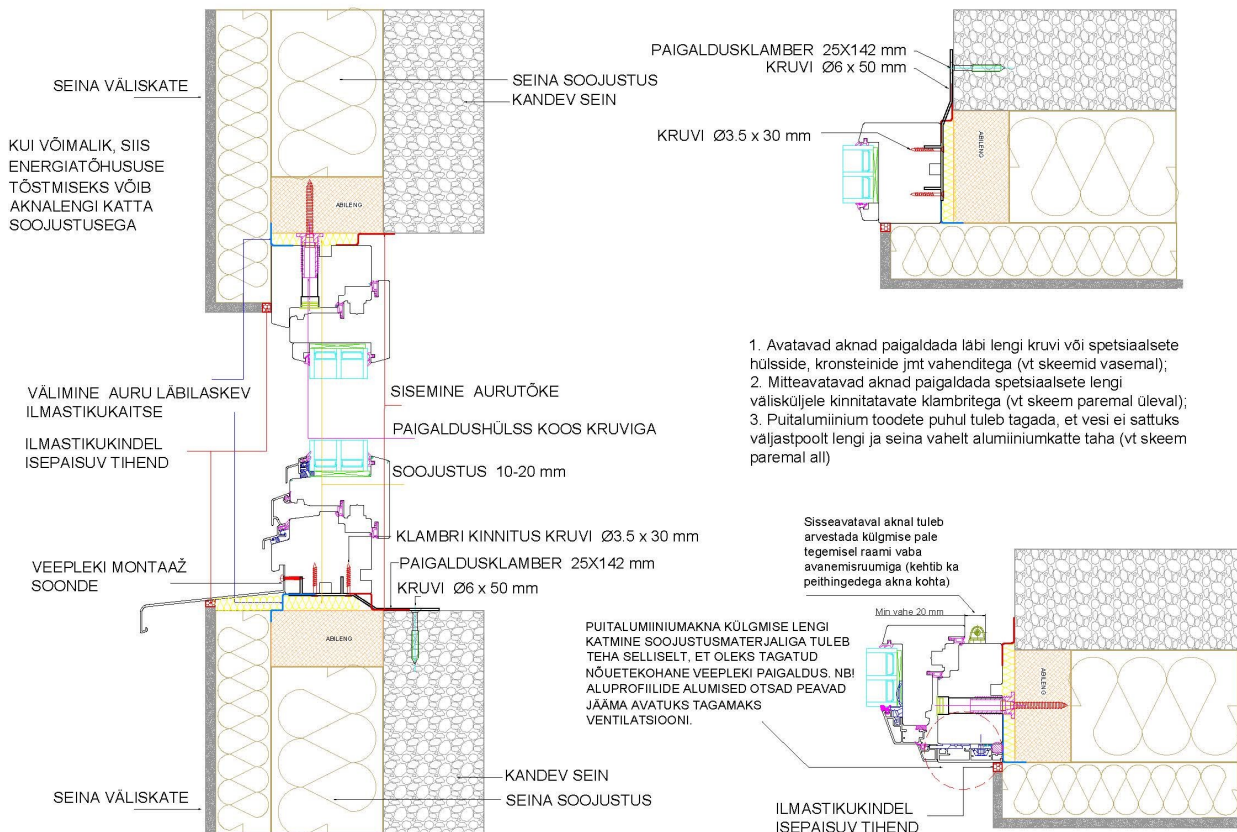 SEINA VÄLISKATE
KUI VÕIMALIK, SIIS
ENERGIATÕHUSUSE
TÕSTMISEKS VÕIB
AKNALENGI KATTA
SOOJUSTUSEGA
SEINA SOOJUSTUS
KANDEV SEIN
ABILENG
VÄLIMINE AURU LÄBILASKEV
ILMASTIKUKAITSE
ILMASTIKUKINDEL
ISEPAISUV TIHEND
SISEMINE AURUTÕKE
PAIGALDUSHÜLSS KOOS KRUVIGA
SOOJUSTUS 10-20 mm
KLAMBRI KINNITUS KRUVI Ø3.5 x 30 mm
PAIGALDUSKLAMBER 25X142 mm
KRUVI Ø6 x 50 mm
VEEPLEKI MONTAAŽ
SOONDE
ABILENG
KANDEV SEIN
SEINA SOOJUSTUS
SEINA VÄLISKATE
PAIGALDUSKLAMBER 25X142 mm
KRUVI Ø6 x 50 mm
KRUVI Ø3.5 x 30 mm
ABILENG
1. Avatavad aknad paigaldada läbi lengi kruvi või spetsiaalsete
hülsside, kronsteinide jmt vahenditega (vt skeemid vasemal);
2. Mitteavatavad aknad paigaldada spetsiaalsete lengi
välisküljele kinnitatavate klambritega (vt skeem paremal üleval);
3. Puitalumiinium toodete puhul tuleb tagada, et vesi ei sattuks
väljastpoolt lengi ja seina vahelt alumiiniumkatte taha (vt skeem
paremal all)
Sisseavataval aknal tuleb
arvestada külgmise pale
tegemisel raami vaba
avanemisruumiga (kehtib ka
peithingedega akna kohta)
Min vahe 20 mm
PUITALUMIINIUMAKNA KÜLGMISE LENGI
KATMINE SOOJUSTUSMATERJALIGA TULEB
TEHA SELLISELT, ET OLEKS TAGATUD
NÕUETEKOHANE VEEPLEKI PAIGALDUS. NB!
ALUPROFIILIDE ALUMISED OTSAD PEAVAD
JÄÄMA AVATUKS TAGAMAKS
VENTILATSIOONI.
ABILENG
ILMASTIKUKINDEL
ISEPAISUV TIHEND